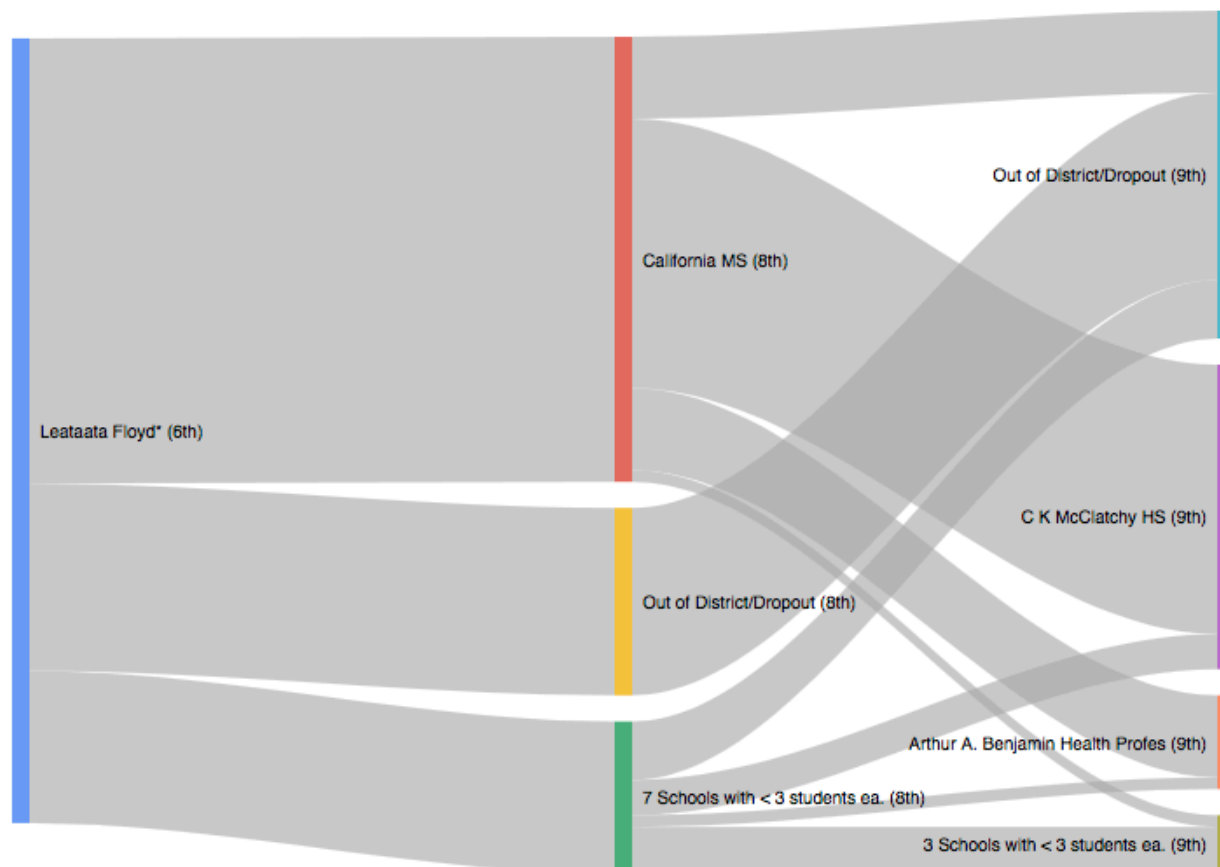 Leataata Floyd* (6th)
California MS (8th)
Out of District/Dropout (8th)
7 Schools with < 3 students ea. (8th)
Out of District/Dropout (9th)
C K McClatchy HS (9th)
Arthur A. Benjamin Health Profes (9th)
3 Schools with < 3 students ea. (9th)